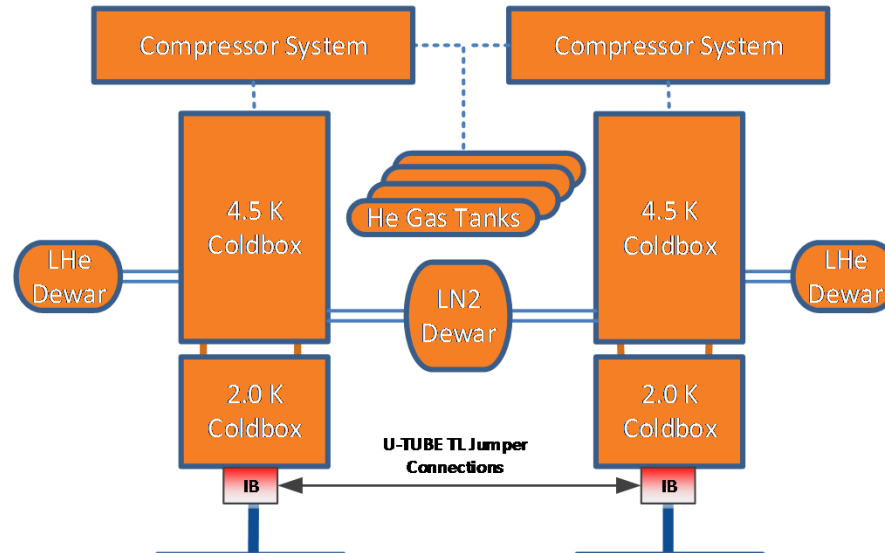 Compressor System
Compressor System
4.5 K
Coldbox
He Gas Tanks
4.5 K
Coldbox
LHe
Dewar
LN2
Dewar
LHe
Dewar
2.0 K
Coldbox
U-TUBE TL Jumper
Connections
2.0 K
Coldbox
IB
IB